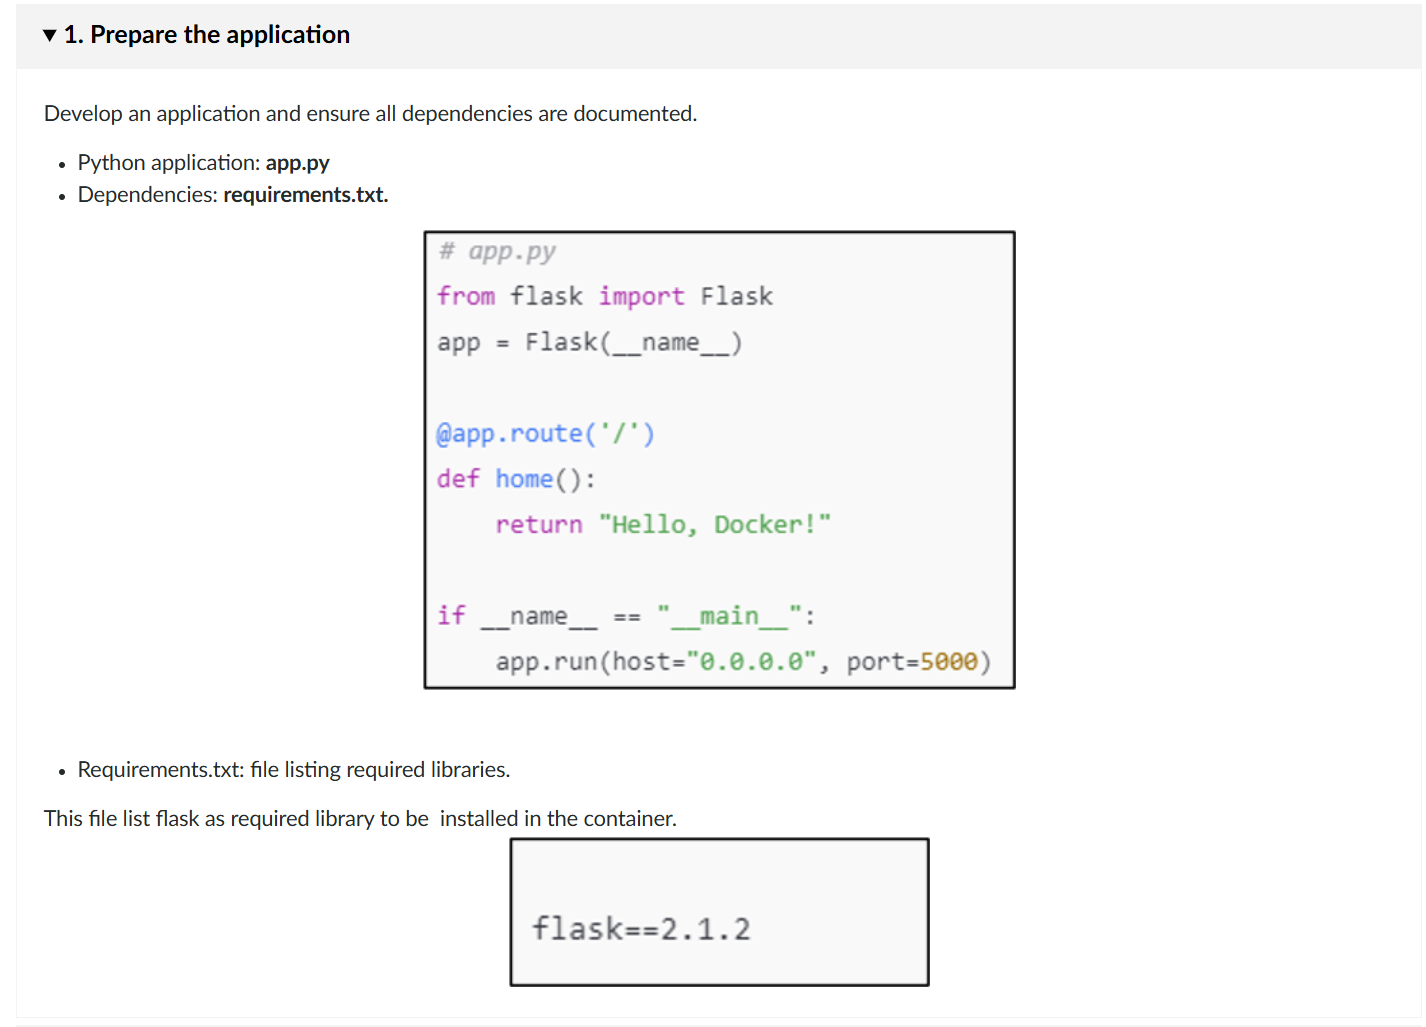 ▼ 1. Prepare the application
Develop an application and ensure all dependencies are documented.
• Python application: app.py
• Dependencies: requirements.txt.
# app.py
from flask import Flask
app = Flask(__name__)
@app.route('/')
def home():
    return "Hello, Docker!"
if __name__ == "__main__":
    app.run(host="0.0.0.0", port=5000)
• Requirements.txt: file listing required libraries.
This file list flask as required library to be  installed in the container.
flask==2.1.2